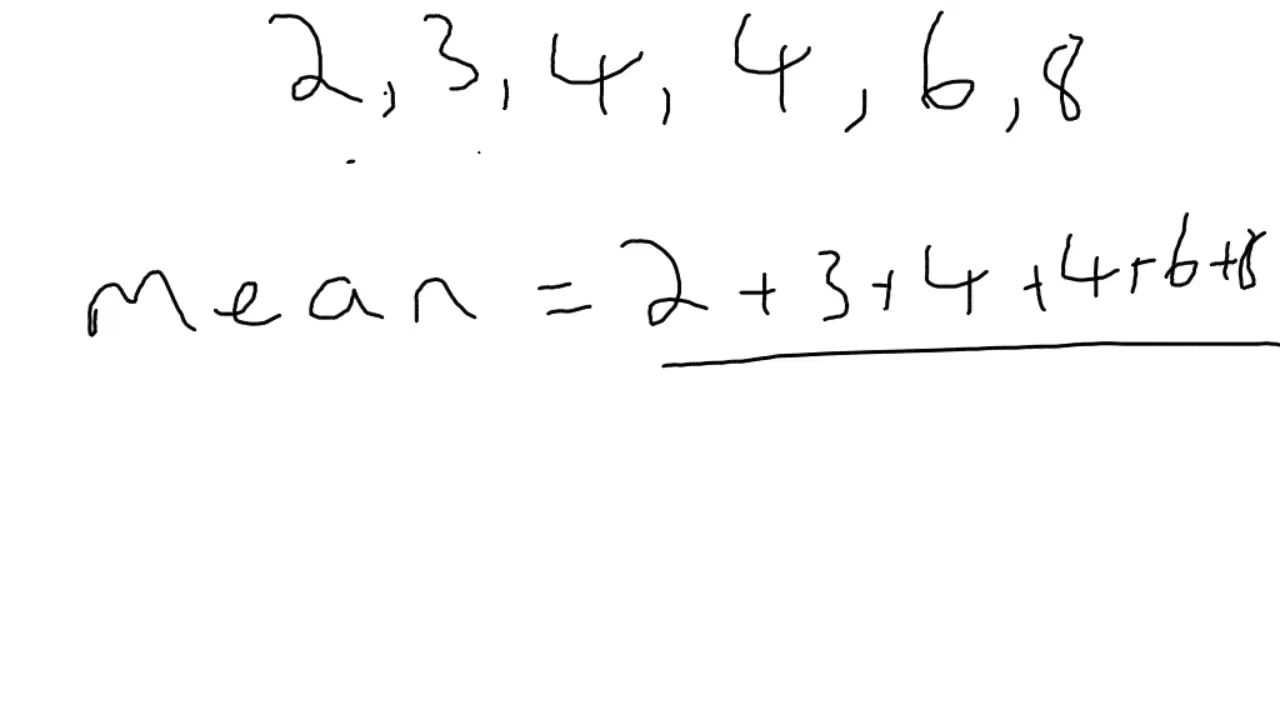 2, 3, 4, 4, 6, 8
mean = 2 + 3 + 4 + 4 + 6 + 8